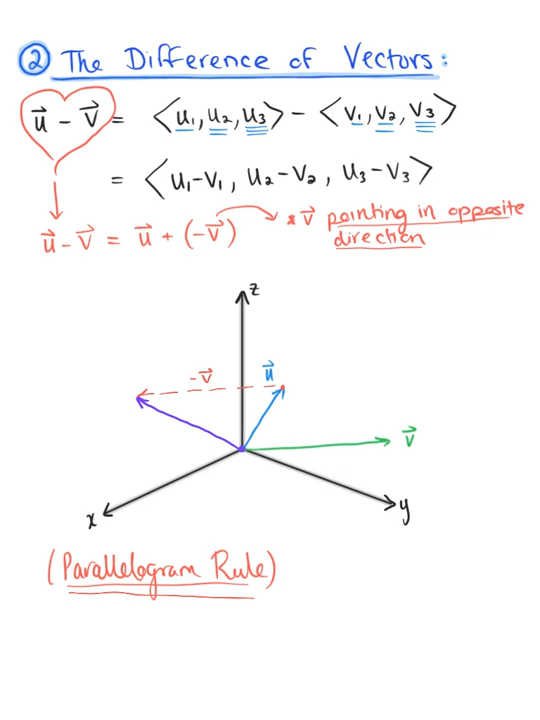 ② The Difference of Vectors:
u⃗ - v⃗ = <u₁, u₂, u₃> - <v₁, v₂, v₃>
= <u₁-v₁, u₂-v₂, u₃-v₃>
u⃗ - v⃗ = u⃗ + (-v⃗) * v⃗ pointing in opposite
direction
z
-v⃗ u⃗
v⃗
x y
(Parallelogram Rule)